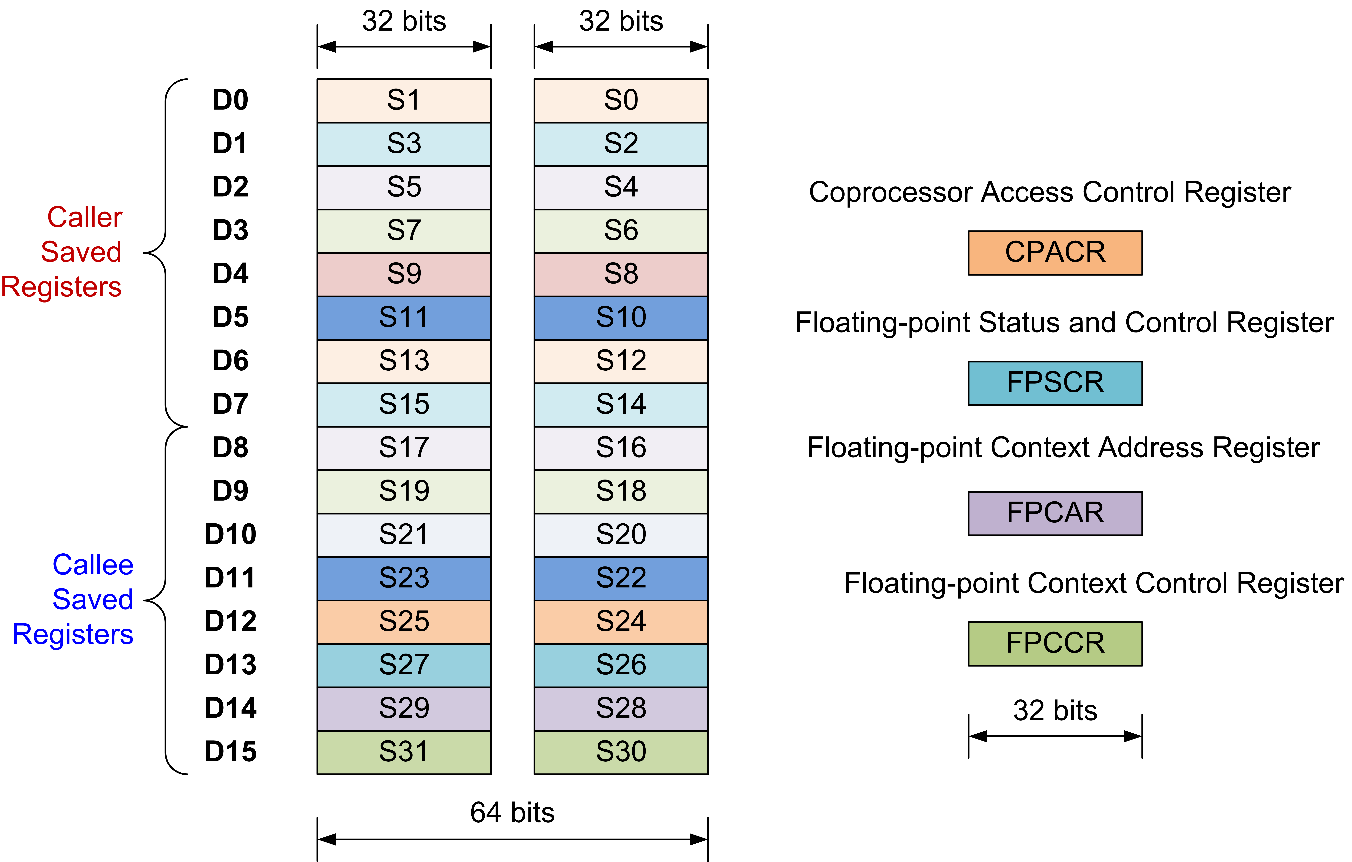 32 bits 32 bits
D0 S1 S0
D1 S3 S2
D2 S5 S4
D3 S7 S6
D4 S9 S8
D5 S11 S10
D6 S13 S12
D7 S15 S14
D8 S17 S16
D9 S19 S18
D10 S21 S20
D11 S23 S22
D12 S25 S24
D13 S27 S26
D14 S29 S28
D15 S31 S30
64 bits
Caller
Saved
Registers
Callee
Saved
Registers
Coprocessor Access Control Register
CPACR
Floating-point Status and Control Register
FPSCR
Floating-point Context Address Register
FPCAR
Floating-point Context Control Register
FPCCR
32 bits